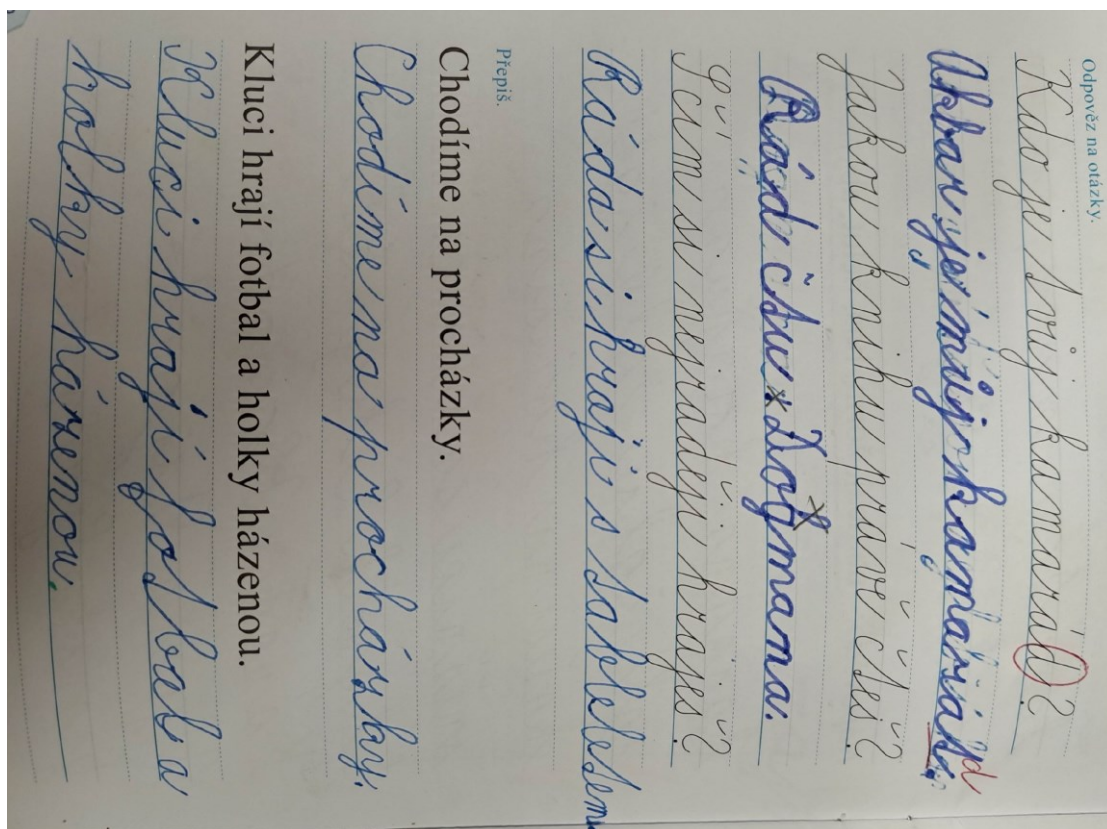 Odpověz na otázky.
Kdo je tvůj kamarád?
Akbar je můj kamarád
Jakou knihu právě čteš?
Rád čtu Dogmana.
S čím si nejraději hraješ?
Ráda si hraji s tabletem
Přepiš.
Chodíme na procházky.
Chodíme na procházky.
Kluci hrají fotbal a holky házenou.
Kluci hrají fotbal a
holky házenou.